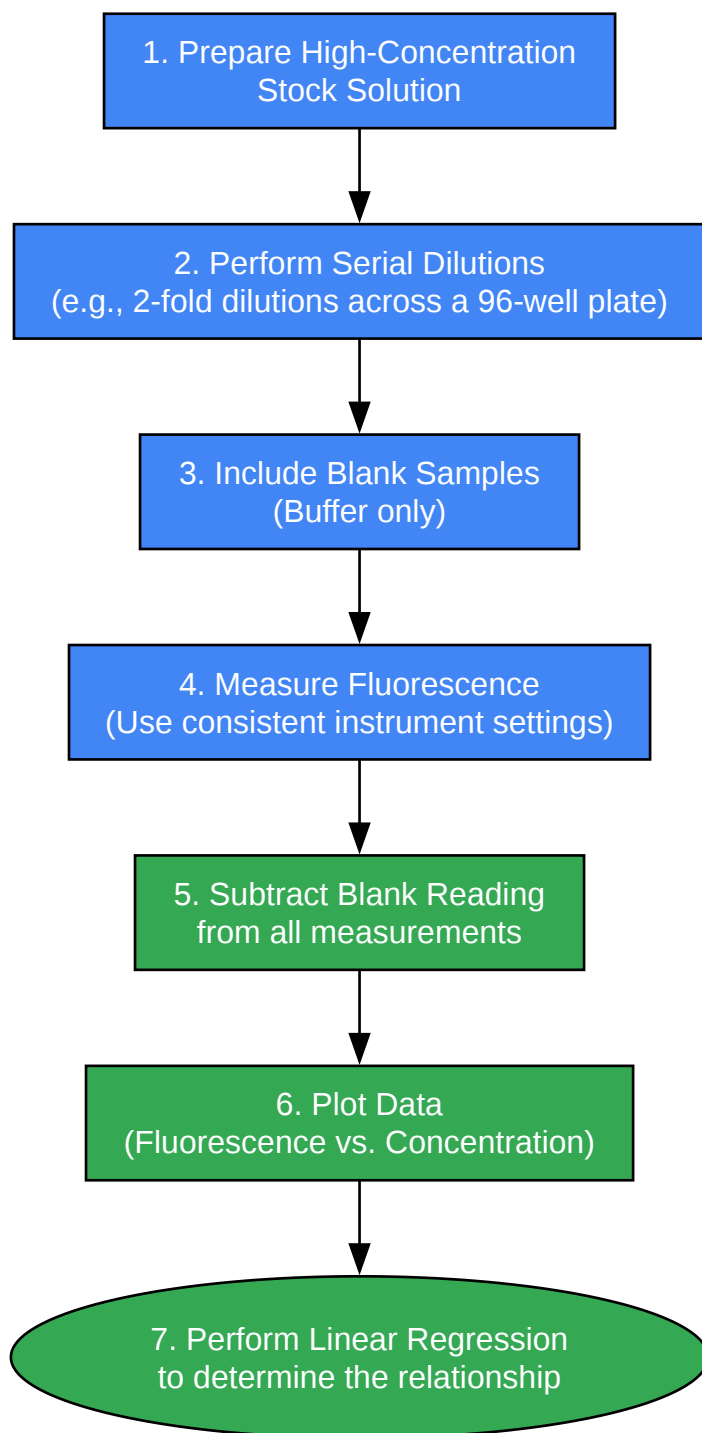 1. Prepare High-Concentration
Stock Solution
2. Perform Serial Dilutions
(e.g., 2-fold dilutions across a 96-well plate)
3. Include Blank Samples
(Buffer only)
4. Measure Fluorescence
(Use consistent instrument settings)
5. Subtract Blank Reading
from all measurements
6. Plot Data
(Fluorescence vs. Concentration)
7. Perform Linear Regression
to determine the relationship